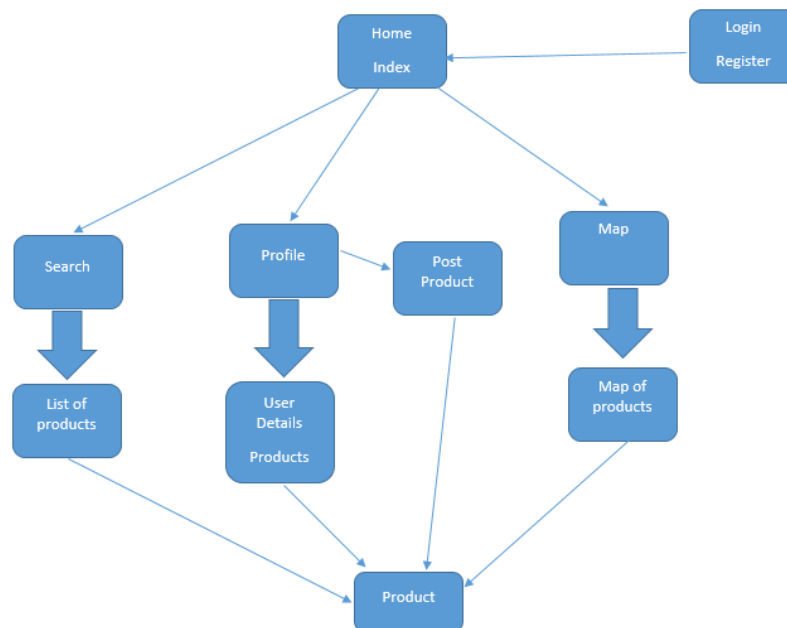 Home
Index
Login
Register
Search
Profile
Post
Product
Map
List of
products
User
Details
Products
Map of
products
Product